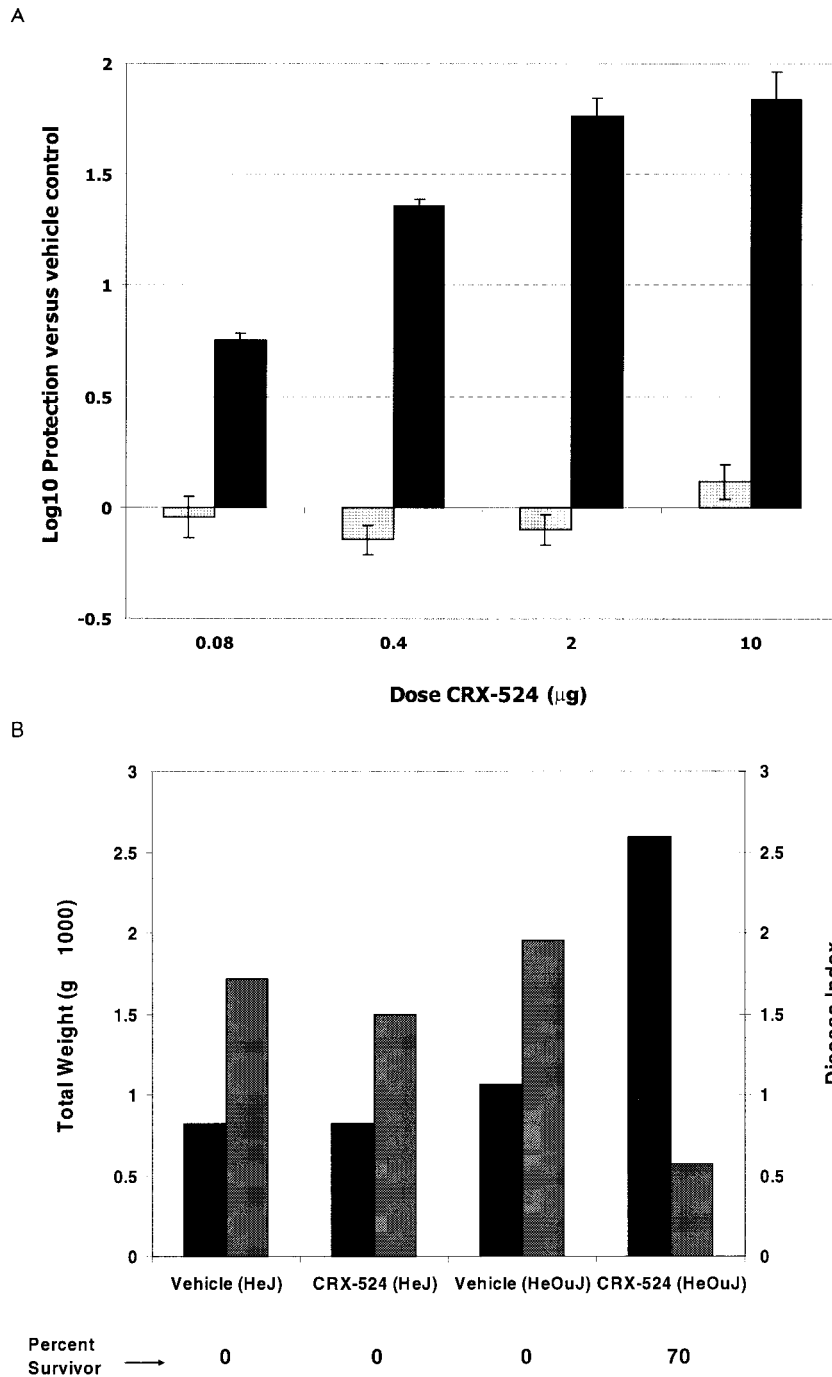 A
Log10 Protection versus vehicle control
2
1.5
1
0.5
0
-0.5
0.08 0.4 2 10
Dose CRX-524 (μg)
B
Total Weight (g 1000)
3
2.5
2
1.5
1
0.5
0
3
2.5
2
1.5
1
0.5
0
Disease Index
Vehicle (HeJ) CRX-524 (HeJ) Vehicle (HeOuJ) CRX-524 (HeOuJ)
Percent
Survivor → 0 0 0 70